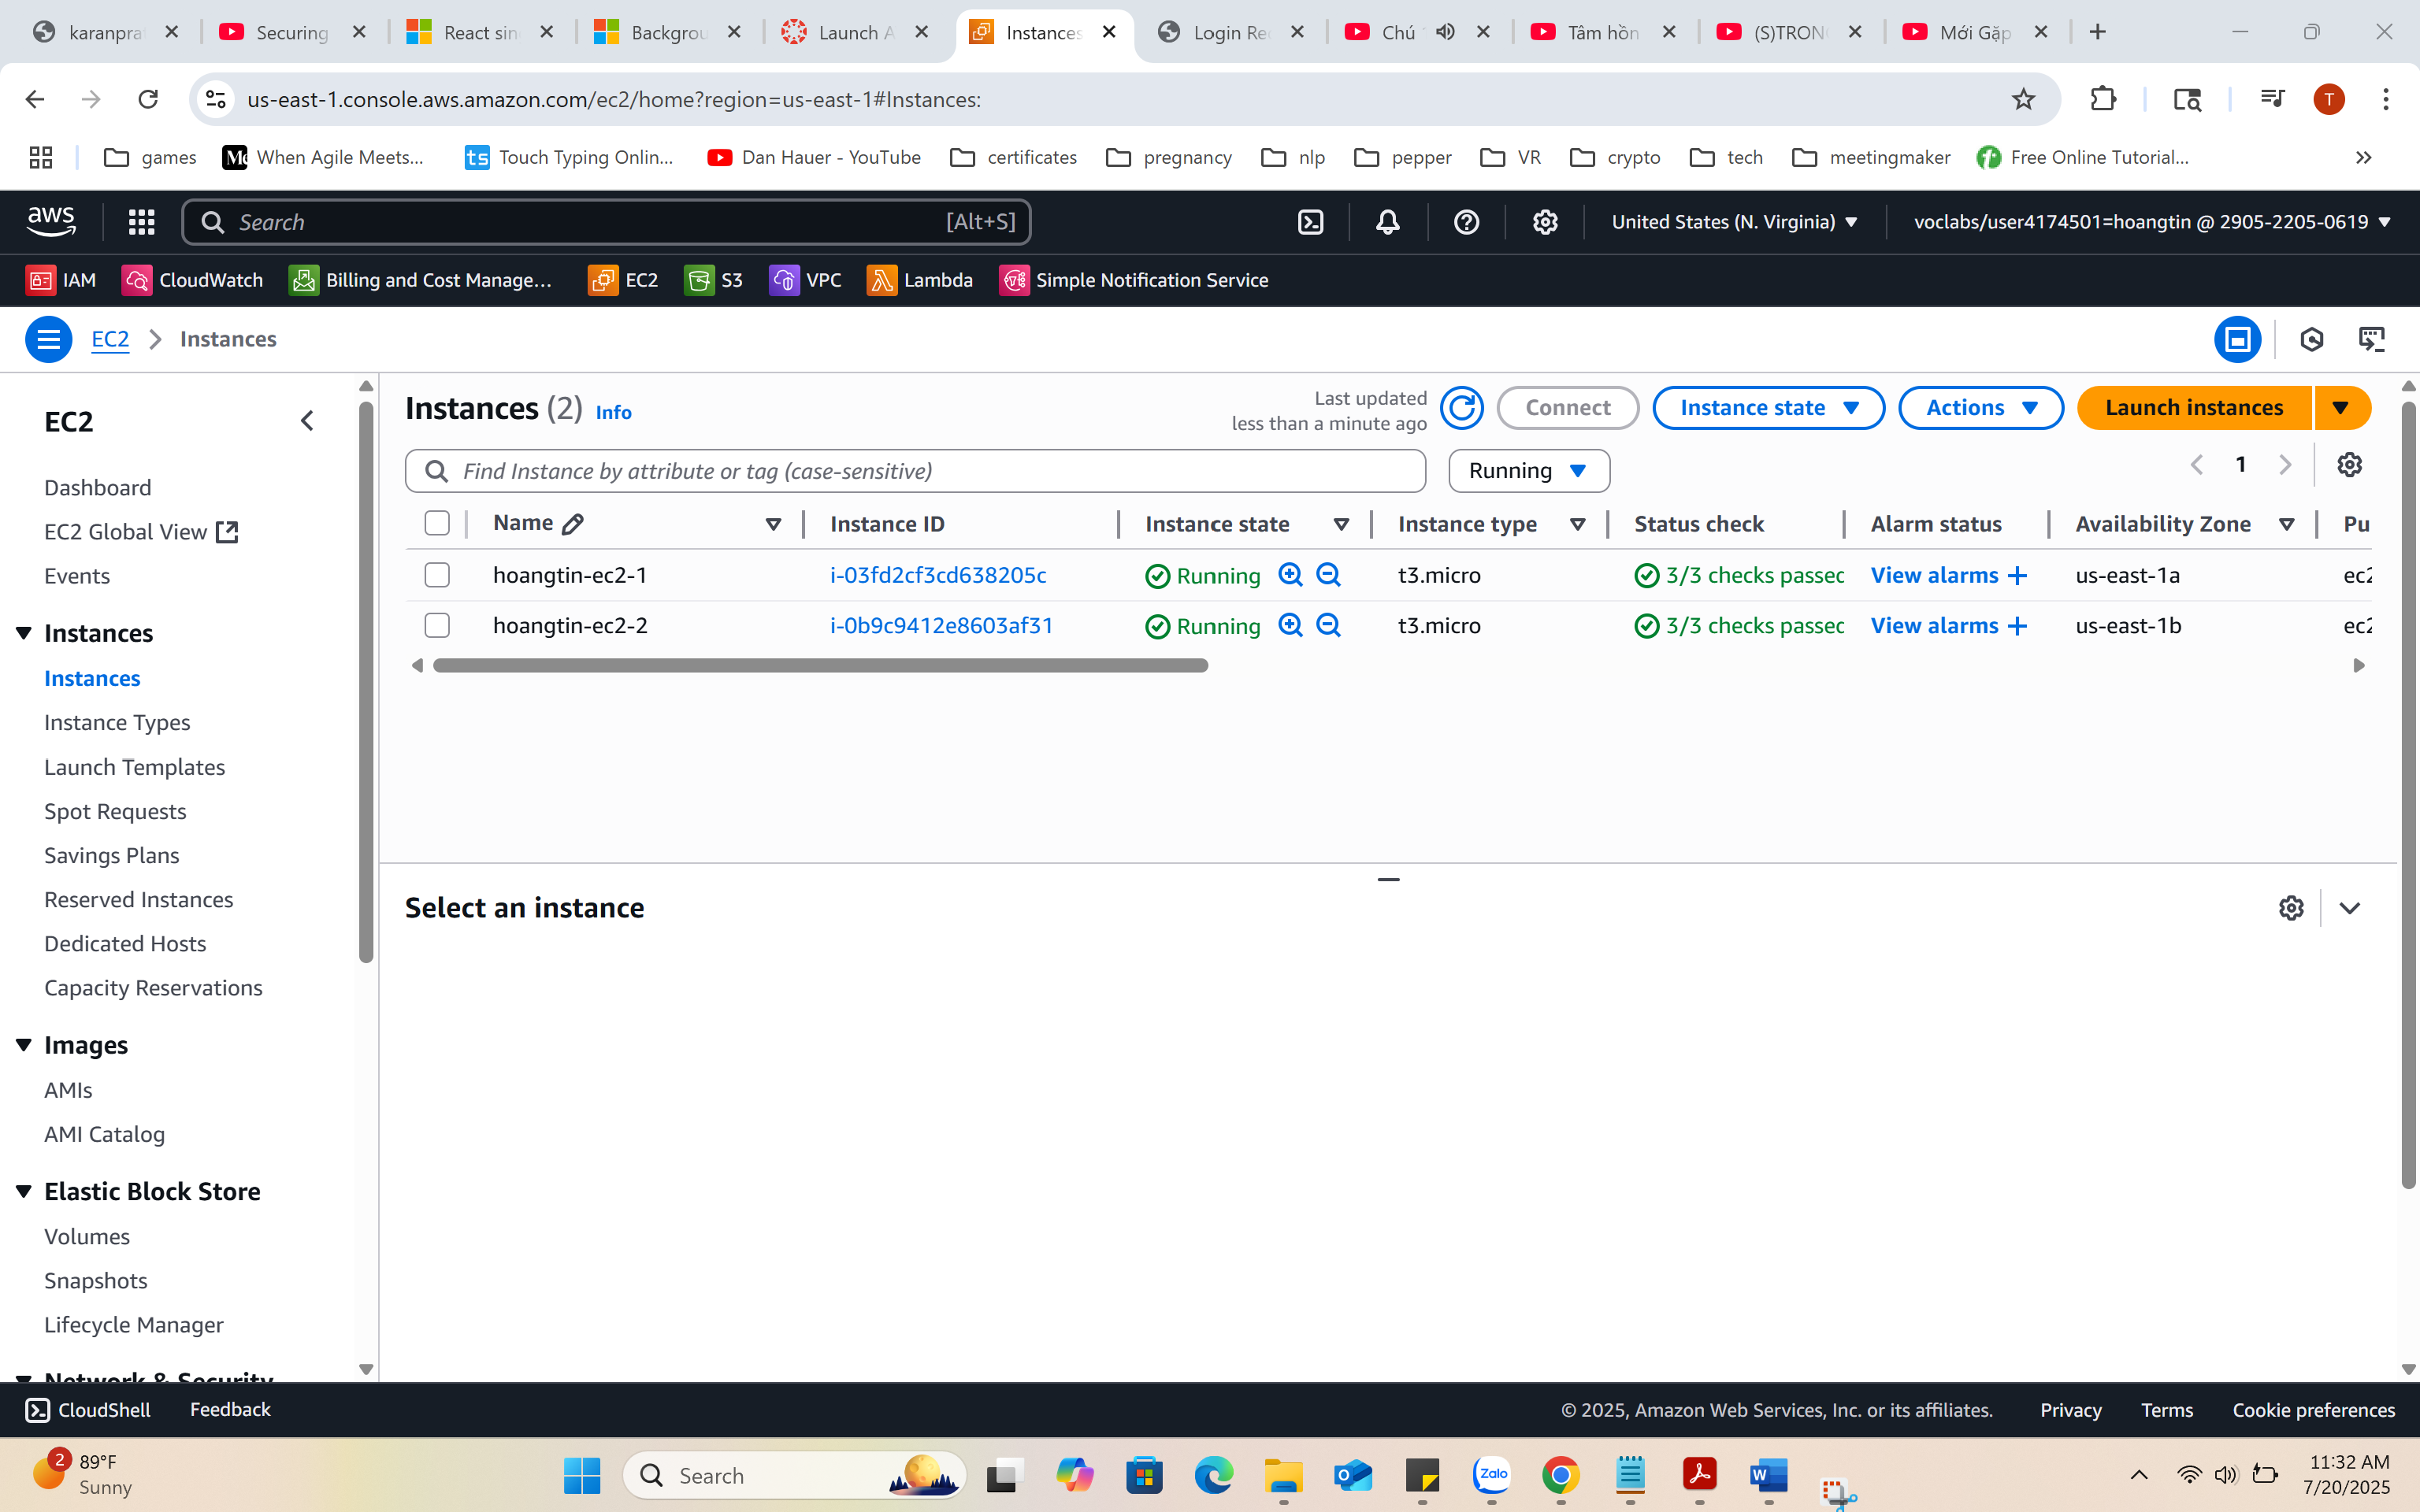 karanpra
Securing
React sin
Backgrou
Launch A
Instances
Login Re
Chú
Tâm hồn
(S)TRON
Mới Gặp
us-east-1.console.aws.amazon.com/ec2/home?region=us-east-1#Instances:
T
games
When Agile Meets...
Touch Typing Onlin...
Dan Hauer - YouTube
certificates
pregnancy
nlp
pepper
VR
crypto
tech
meetingmaker
Free Online Tutorial...
aws
Search
[Alt+S]
United States (N. Virginia)
voclabs/user4174501=hoangtin @ 2905-2205-0619
IAM
CloudWatch
Billing and Cost Manage...
EC2
S3
VPC
Lambda
Simple Notification Service
EC2
Instances
EC2
Dashboard
EC2 Global View
Events
Instances
Instances
Instance Types
Launch Templates
Spot Requests
Savings Plans
Reserved Instances
Dedicated Hosts
Capacity Reservations
Images
AMIs
AMI Catalog
Elastic Block Store
Volumes
Snapshots
Lifecycle Manager
Network & Security
Instances (2) Info
Last updated
less than a minute ago
Connect
Instance state
Actions
Launch instances
Find Instance by attribute or tag (case-sensitive)
Running
1
Name Instance ID Instance state Instance type Status check Alarm status Availability Zone Pu
hoangtin-ec2-1 i-03fd2cf3cd638205c Running t3.micro 3/3 checks passec View alarms + us-east-1a ec2
hoangtin-ec2-2 i-0b9c9412e8603af31 Running t3.micro 3/3 checks passec View alarms + us-east-1b ec2
Select an instance
CloudShell
Feedback
© 2025, Amazon Web Services, Inc. or its affiliates.
Privacy
Terms
Cookie preferences
2
89°F
Sunny
Search
Zalo
11:32 AM
7/20/2025